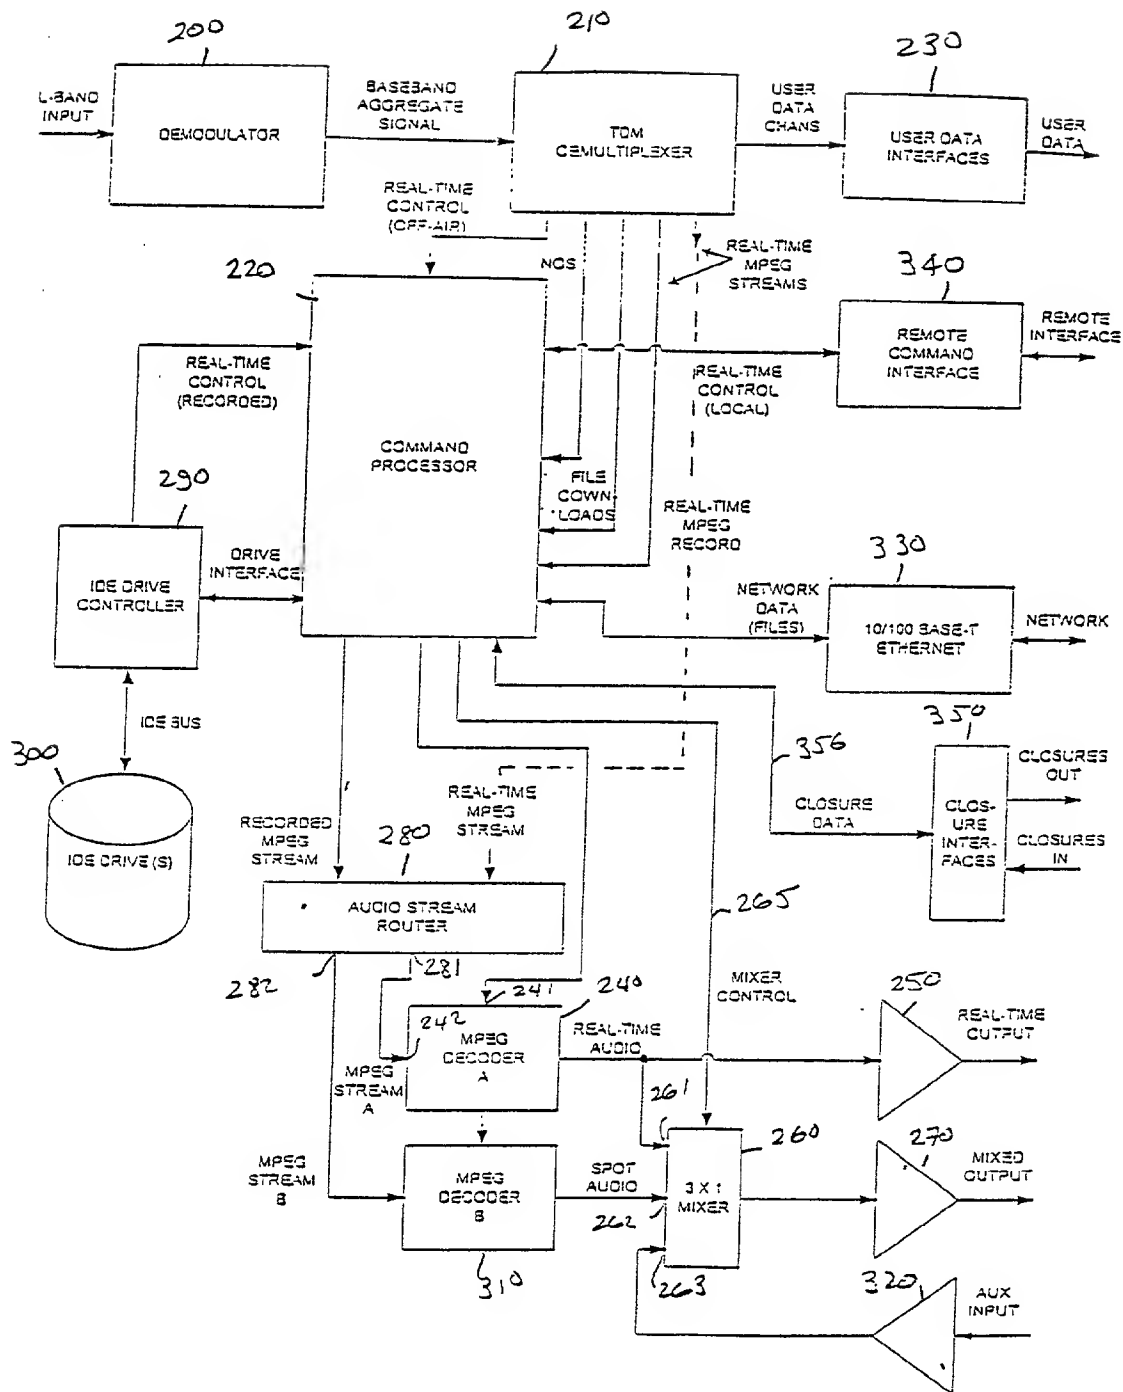 200
210
230
L-BAND
INPUT
DEMODULATOR
BASEBAND
AGGREGATE
SIGNAL
TDM
DEMULTIPLEXER
USER
DATA
CHANS
USER DATA
INTERFACES
USER
DATA
REAL-TIME
CONTROL
(OFF-AIR)
NGS
REAL-TIME
MPEG
STREAMS
220
340
REAL-TIME
CONTROL
(RECORDED)
COMMAND
PROCESSOR
REAL-TIME
CONTROL
(LOCAL)
REMOTE
COMMAND
INTERFACE
REMOTE
INTERFACE
FILE
DOWN-
LOADS
REAL-TIME
MPEG
RECORD
290
IDE DRIVE
CONTROLLER
DRIVE
INTERFACE
330
NETWORK
DATA
(FILES)
10/100 BASE-T
ETHERNET
NETWORK
IDE BUS
300
IDE DRIVE(S)
350
356
CLOSURE
DATA
CLOS-
URE
INTER-
FACES
CLOSURES
OUT
CLOSURES
IN
RECORDED
MPEG
STREAM
REAL-TIME
MPEG
STREAM
280
AUDIO STREAM
ROUTER
265
282
281
241
240
242
MPEG
DECODER
A
MPEG
STREAM
A
REAL-TIME
AUDIO
MIXER
CONTROL
250
REAL-TIME
OUTPUT
261
260
270
MPEG
STREAM
B
MPEG
DECODER
B
SPOT
AUDIO
262
3 X 1
MIXER
MIXED
OUTPUT
310
263
320
AUX
INPUT